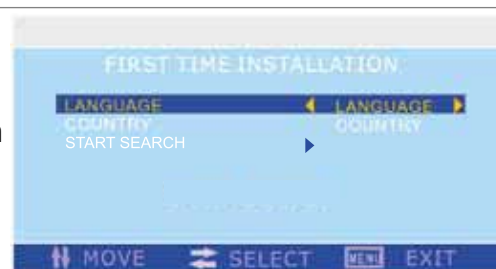 FIRST TIME INSTALLATION
LANGUAGE LANGUAGE
COUNTRY COUNTRY
START SEARCH
MOVE SELECT MENU EXIT